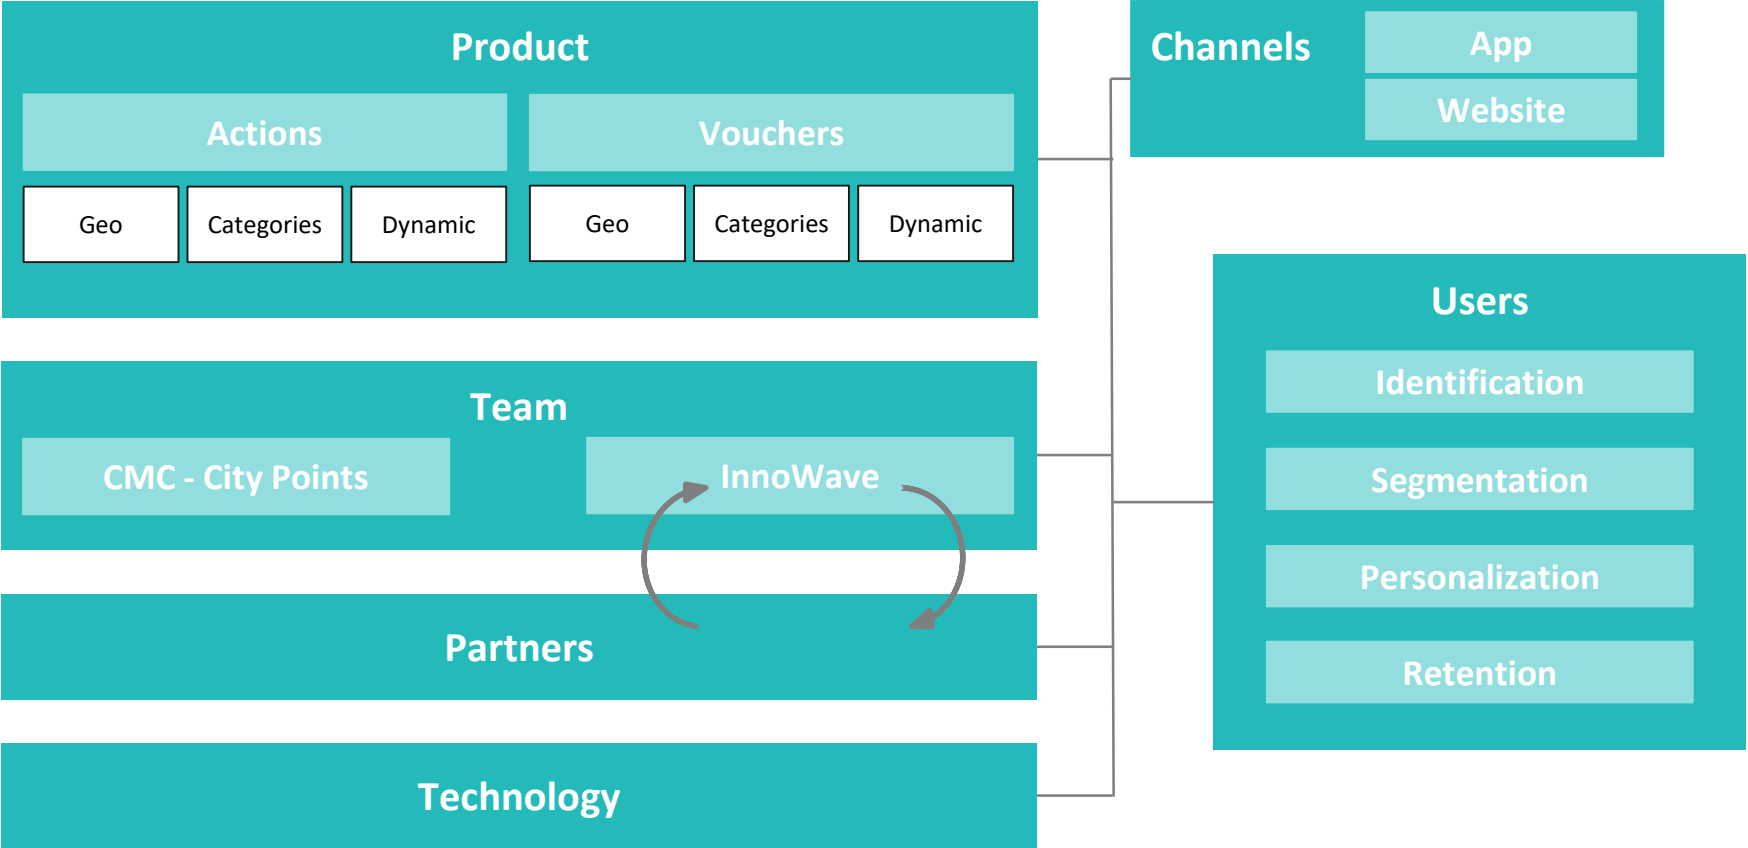 Product
Actions
Vouchers
Geo
Categories
Dynamic
Geo
Categories
Dynamic
Team
CMC - City Points
InnoWave
Partners
Technology
Channels
App
Website
Users
Identification
Segmentation
Personalization
Retention